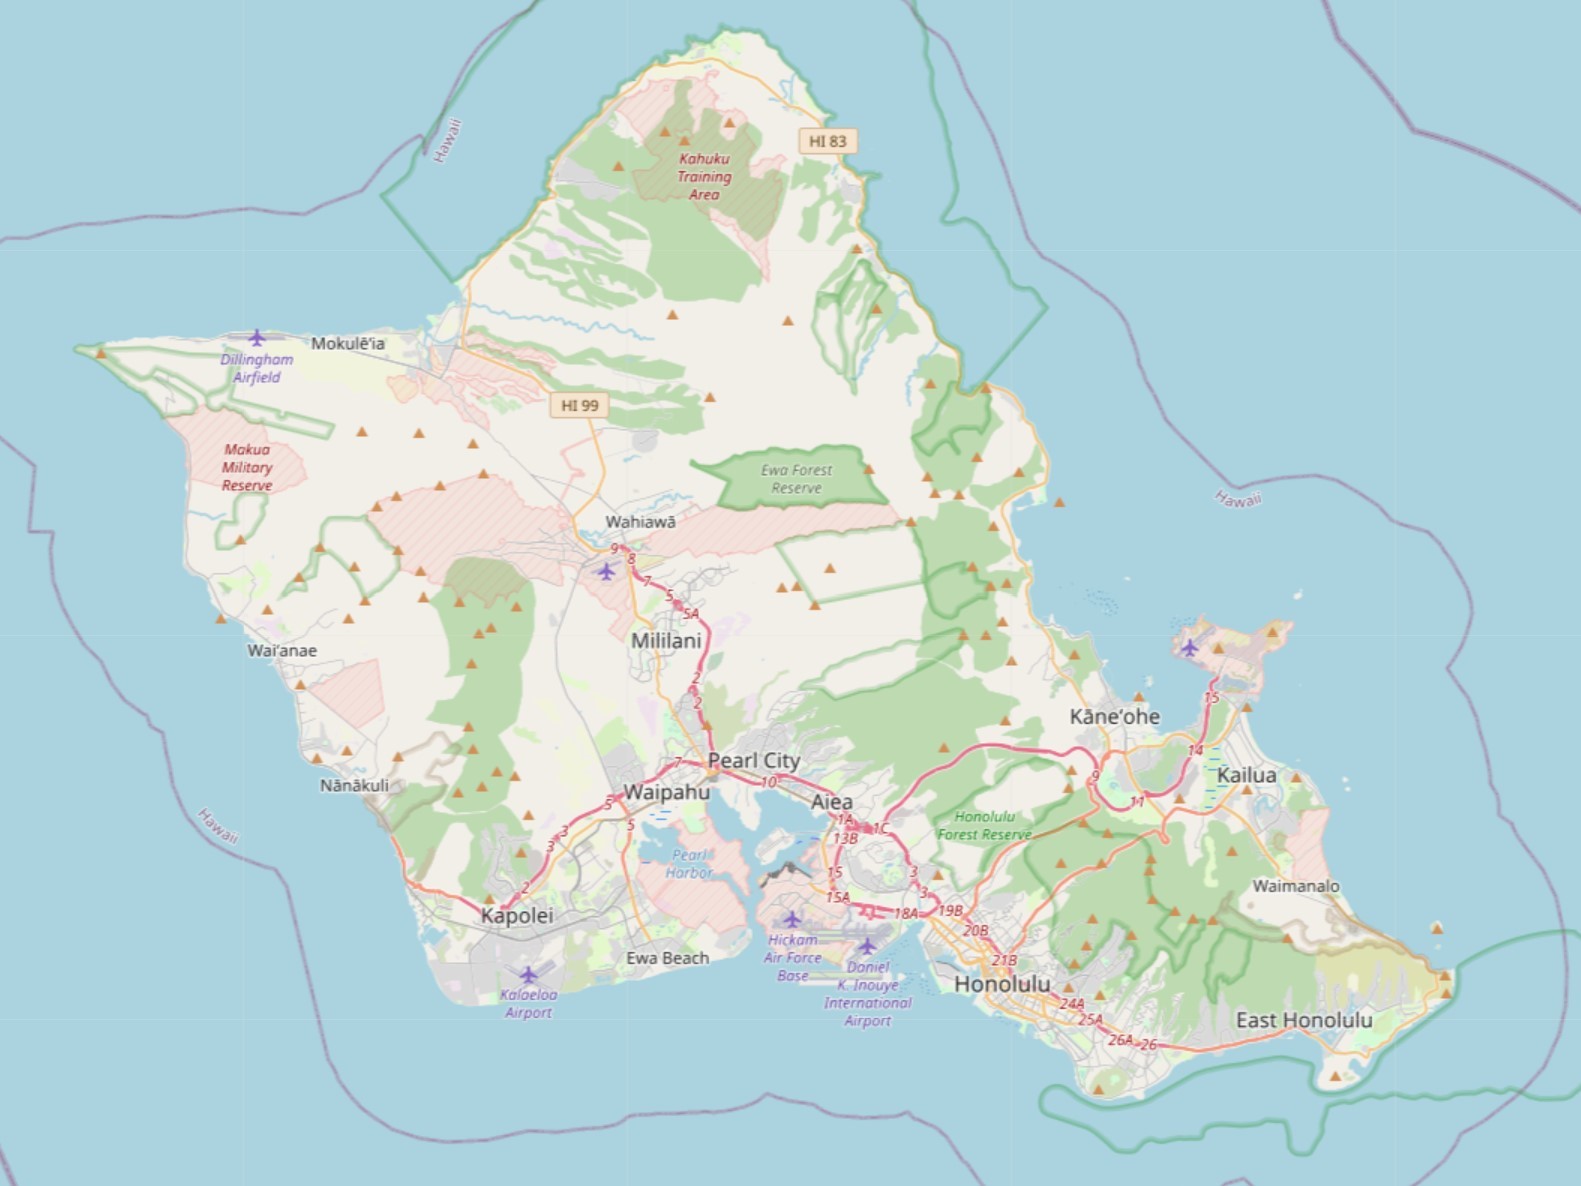 Hawaii
HI 83
Kahuku
Training
Area
Mokulē‘ia
Dillingham
Airfield
HI 99
Makua
Military
Reserve
Ewa Forest
Reserve
Hawaii
Wahiawā
9
8
7
5
5A
Mililani
Wai‘anae
2
2
15
Kāne‘ohe
14
Pearl City
7
10
9
Kailua
Nānākuli
Waipahu
5
5
11
Aiea
1A
1C
13B
Honolulu
Forest Reserve
Hawaii
3
3
Pearl
Harbor
15
3
3
2
15A
18A
19B
Waimanalo
Kapolei
20B
Hickam
Air Force
Base
Ewa Beach
21B
Daniel
K. Inouye
International
Airport
Kalaeloa
Airport
Honolulu
24A
25A
26A
26
East Honolulu